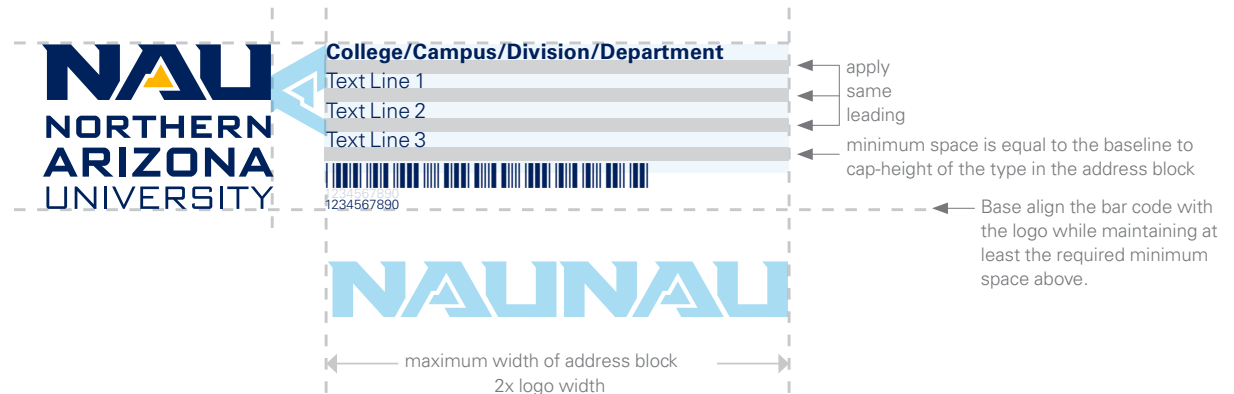 NAU
NORTHERN
ARIZONA
UNIVERSITY
College/Campus/Division/Department
Text Line 1
Text Line 2
Text Line 3
1234567890
1234567890
apply
same
leading
minimum space is equal to the baseline to
cap-height of the type in the address block
Base align the bar code with
the logo while maintaining at
least the required minimum
space above.
NAUNAU
maximum width of address block
2x logo width